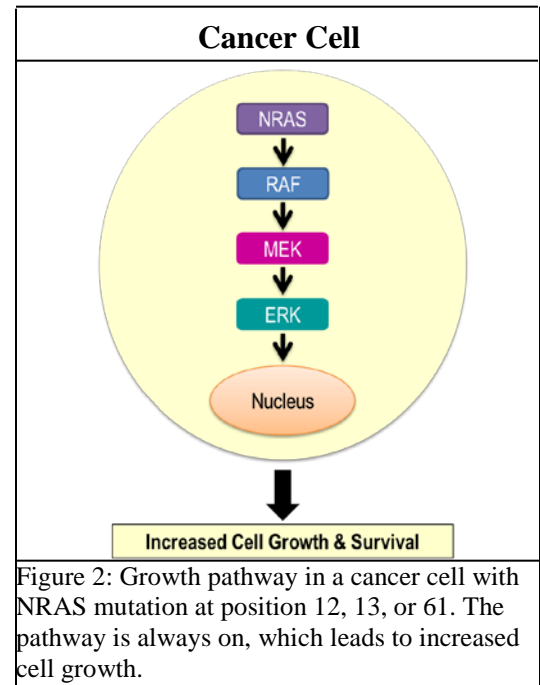 Cancer Cell
NRAS
RAF
MEK
ERK
Nucleus
Increased Cell Growth & Survival
Figure 2: Growth pathway in a cancer cell with
NRAS mutation at position 12, 13, or 61. The
pathway is always on, which leads to increased
cell growth.